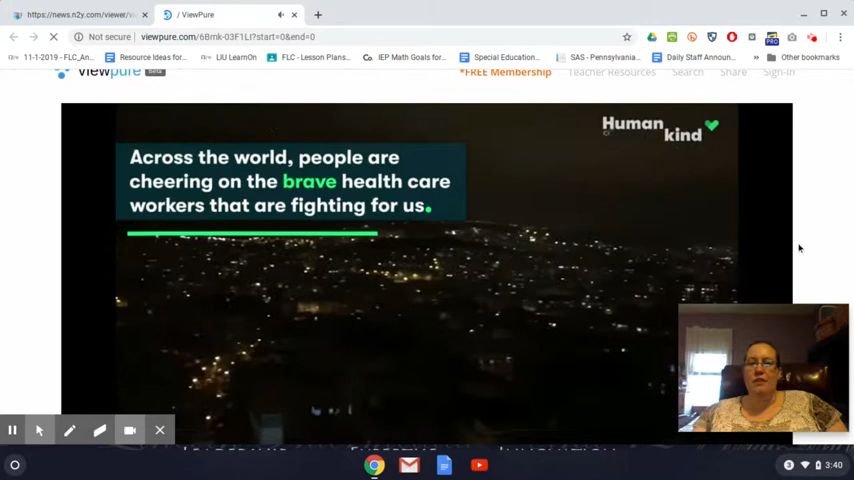 https://news.n2y.com/viewer/vi
/ ViewPure
Not secure
viewpure.com/6Bmk-03F1LI?start=0&end=0
11-1-2019 - FLC_An...
Resource Ideas for...
LIU LearnOn
FLC - Lesson Plans...
IEP Math Goals for...
Special Education...
SAS - Pennsylvania...
Daily Staff Announ...
Other bookmarks
viewpure
beta
*FREE Membership
Teacher Resources
Search
Share
Sign-In
Human
kind
Across the world, people are
cheering on the brave health care
workers that are fighting for us.
PRO
3
3:40